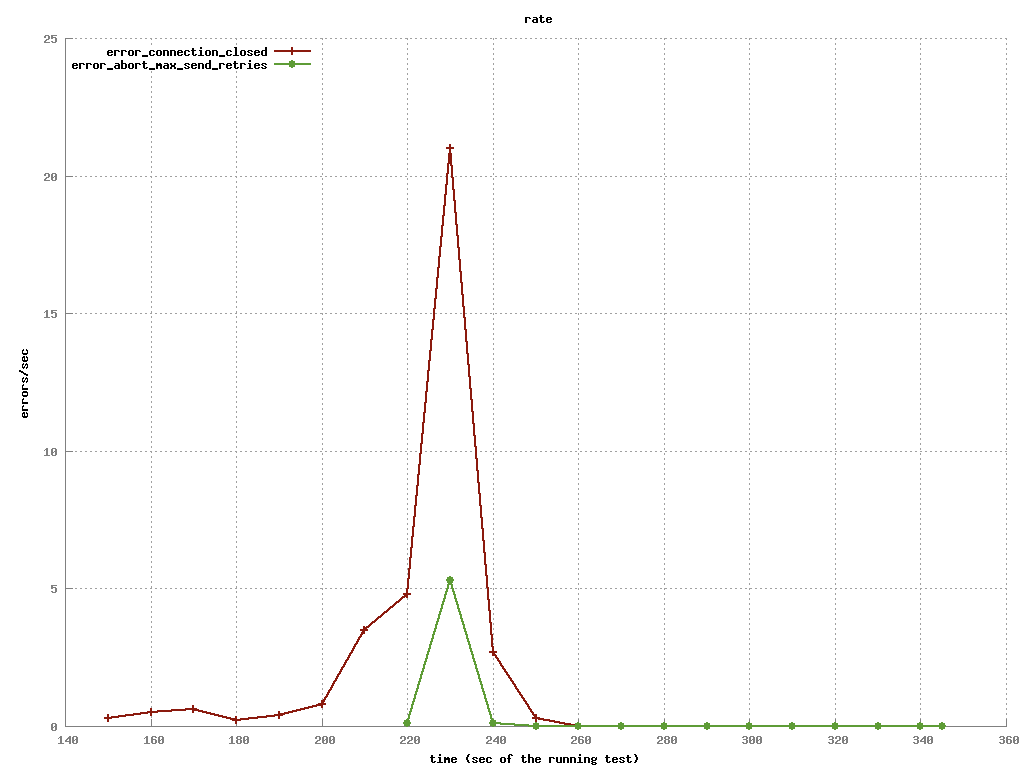 rate
error_connection_closed
error_abort_max_send_retries
25
20
15
10
5
0
errors/sec
140 160 180 200 220 240 260 280 300 320 340 360
time (sec of the running test)